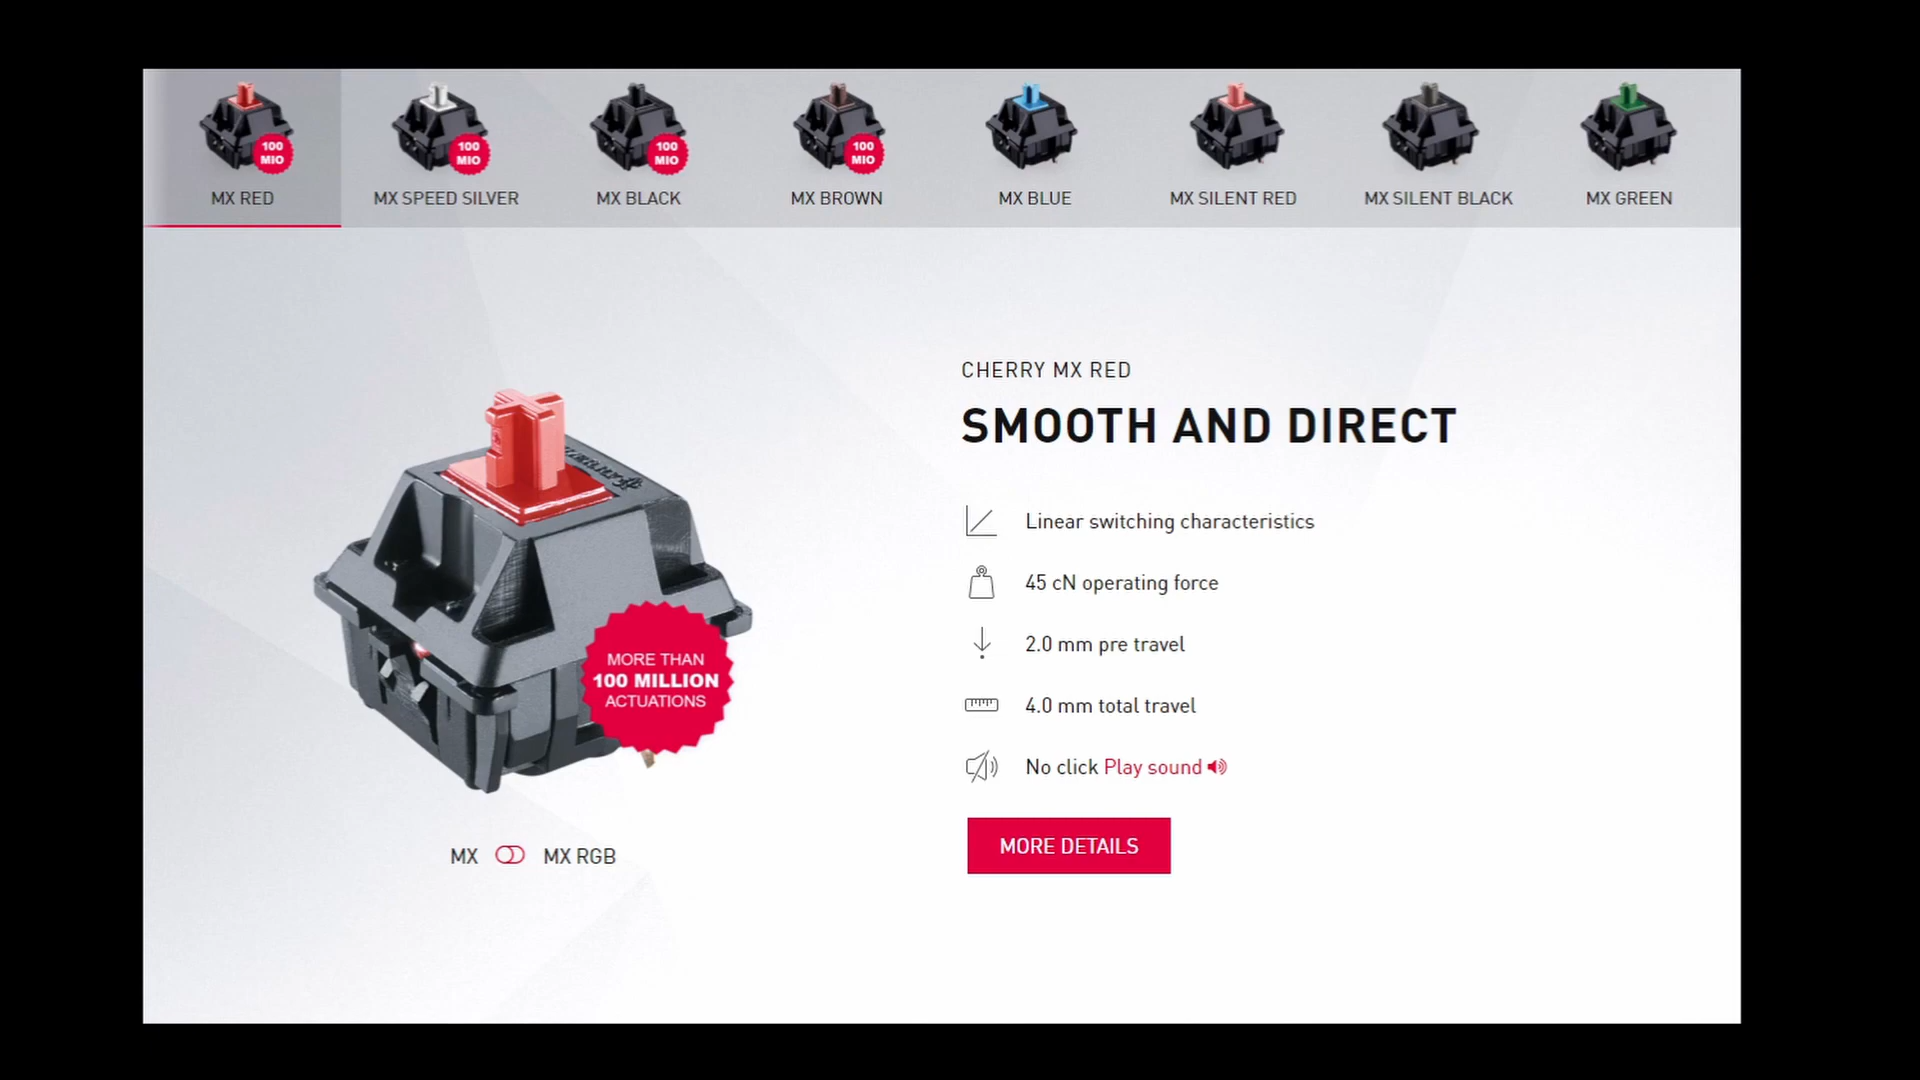 100
MIO
100
MIO
100
MIO
100
MIO
MX RED
MX SPEED SILVER
MX BLACK
MX BROWN
MX BLUE
MX SILENT RED
MX SILENT BLACK
MX GREEN
CHERRY MX RED
SMOOTH AND DIRECT
Linear switching characteristics
45 cN operating force
2.0 mm pre travel
4.0 mm total travel
No click Play sound
MORE DETAILS
MORE THAN
100 MILLION
ACTUATIONS
MX MX RGB